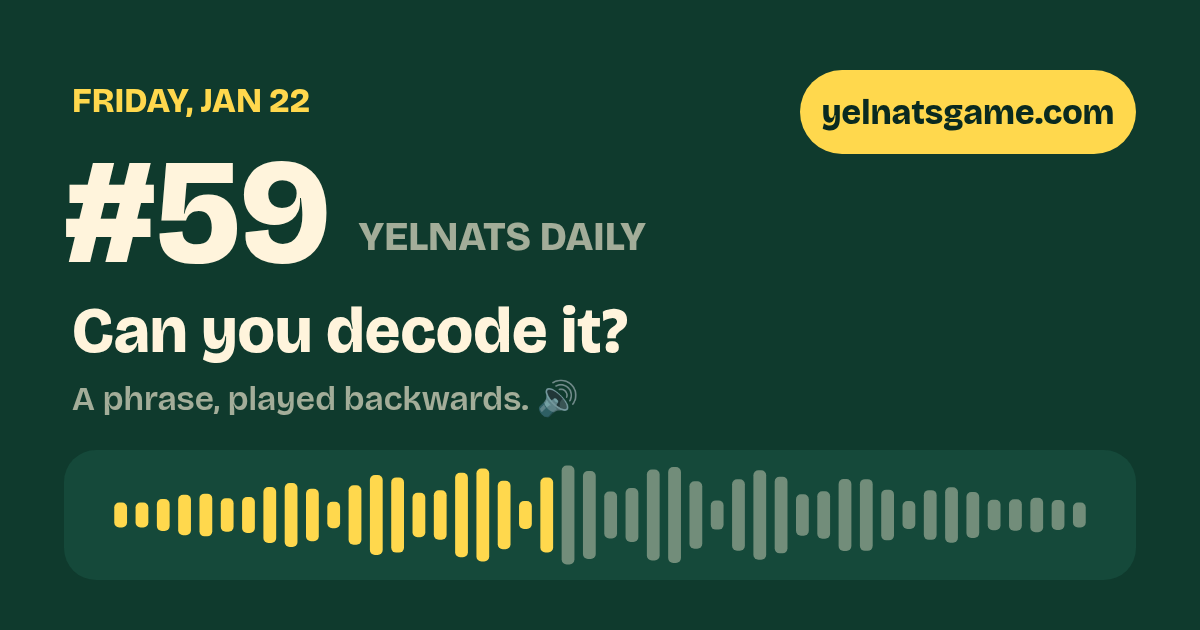 FRIDAY, JAN 22
yelnatsgame.com
#59 YELNATS DAILY
Can you decode it?
A phrase, played backwards. 🔊